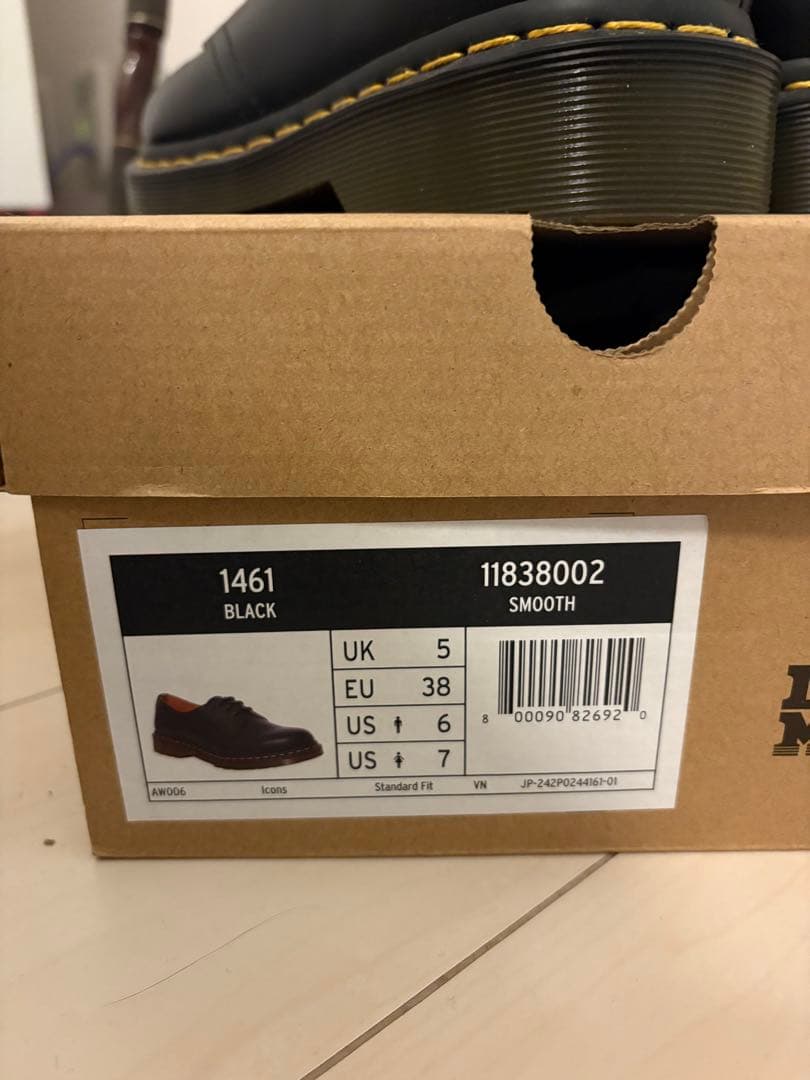 1461
BLACK
11838002
SMOOTH
UK 5
EU 38
US 6
US 7
8 00090 82692 0
AW006 Icons Standard Fit VN JP-242P0244161-01